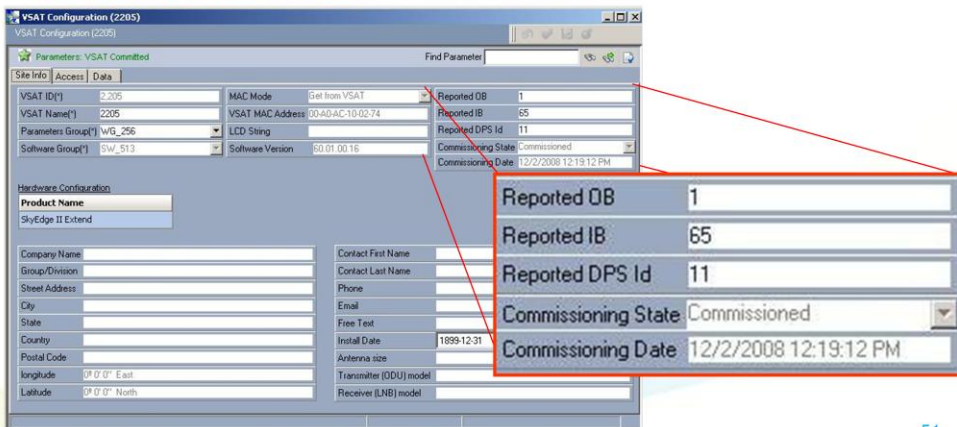 VSAT Configuration (2205)
VSAT Configuration (2205)
Parameters: VSAT Committed
Find Parameter
Site Info Access Data
VSAT ID(*) 2,205
VSAT Name(*) 2205
Parameters Group(*) WG_256
Software Group(*) SW_513
MAC Mode Get from VSAT
VSAT MAC Address 00-A0-AC-10-02-74
LCD String
Software Version 60.01.00.16
Reported OB 1
Reported IB 65
Reported DPS Id 11
Commissioning State Commissioned
Commissioning Date 12/2/2008 12:19:12 PM
Hardware Configuration
Product Name
SkyEdge II Extend
Company Name
Group/Division
Street Address
City
State
Country
Postal Code
longitude 0º 0' 0'' East
Latitude 0º 0' 0'' North
Contact First Name
Contact Last Name
Phone
Email
Free Text
Install Date 1899-12-31
Antenna size
Transmitter (ODU) model
Receiver (LNB) model
Reported OB 1
Reported IB 65
Reported DPS Id 11
Commissioning State Commissioned
Commissioning Date 12/2/2008 12:19:12 PM